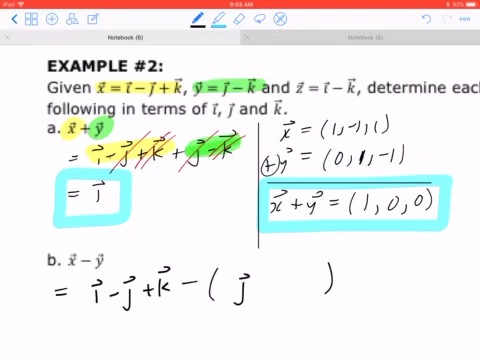 iPad
9:03 AM
83%
Notebook (6)
Notebook (5)
EXAMPLE #2:
Given x⃗ = i⃗ − j⃗ + k⃗, y⃗ = j⃗ − k⃗ and z⃗ = i⃗ − k⃗, determine each
following in terms of i⃗, j⃗ and k⃗.
a. x⃗ + y⃗
= i⃗ − j⃗ + k⃗ + j⃗ − k⃗
= i⃗
x⃗ = (1, -1, 1)
(+) y⃗ = (0, 1, -1)
x⃗ + y⃗ = (1, 0, 0)
b. x⃗ − y⃗
= i⃗ − j⃗ + k⃗ − ( j⃗ )